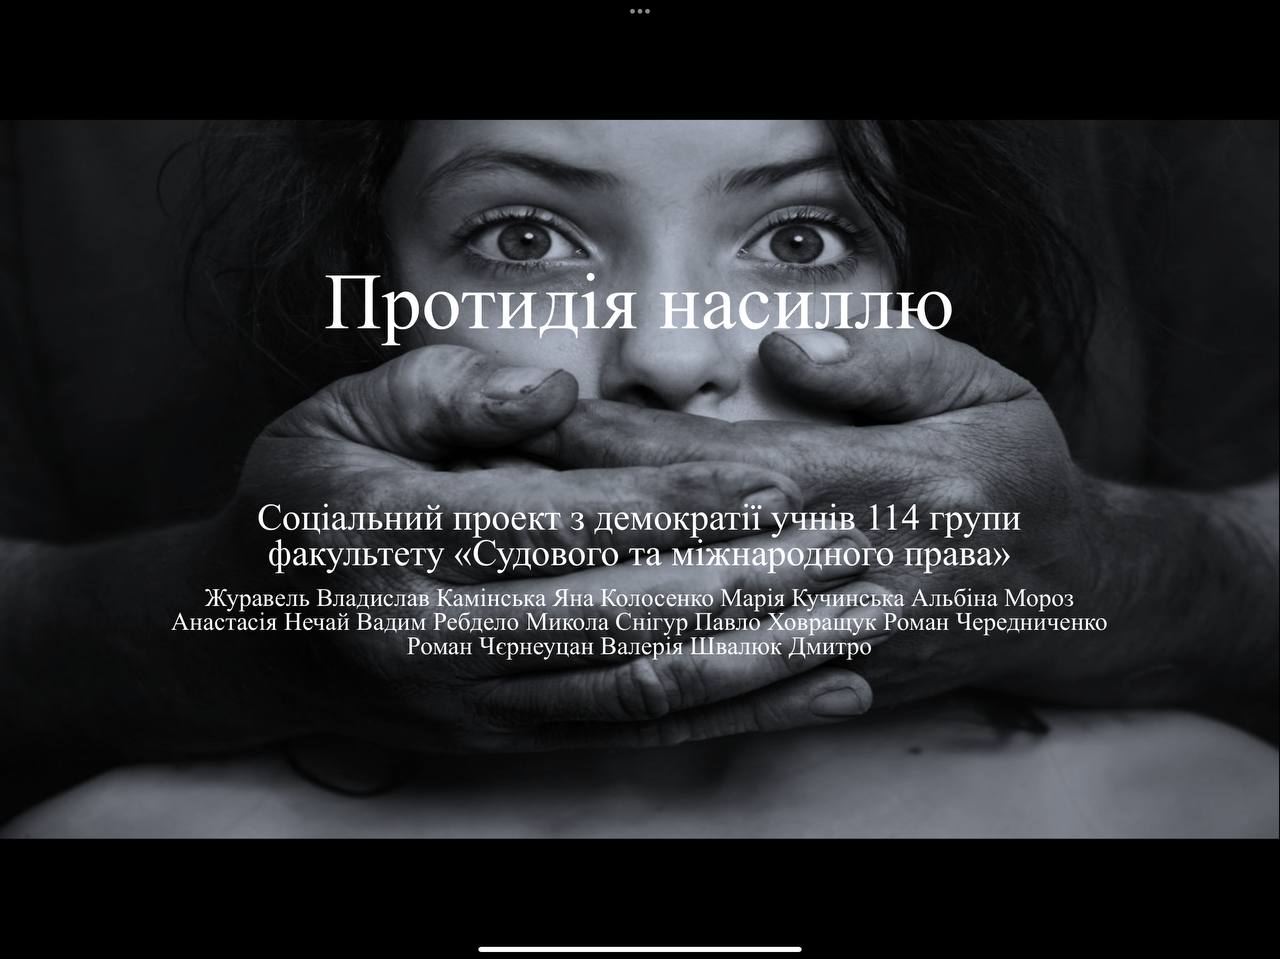 Протидія насиллю
Соціальний проект з демократії учнів 114 групи
факультету «Судового та міжнародного права»
Журавель Владислав Камінська Яна Колосенко Марія Кучинська Альбіна Мороз
Анастасія Нечай Вадим Ребдело Микола Снігур Павло Ховращук Роман Чередниченко
Роман Чєрнеуцан Валерія Швалюк Дмитро